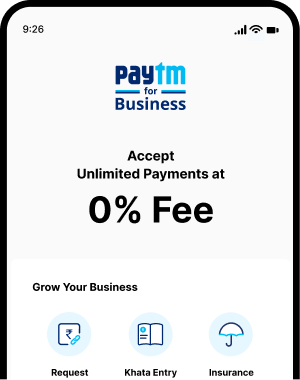 9:26
paytm
for
Business
Accept
Unlimited Payments at
0% Fee
Grow Your Business
₹
Request Khata Entry Insurance